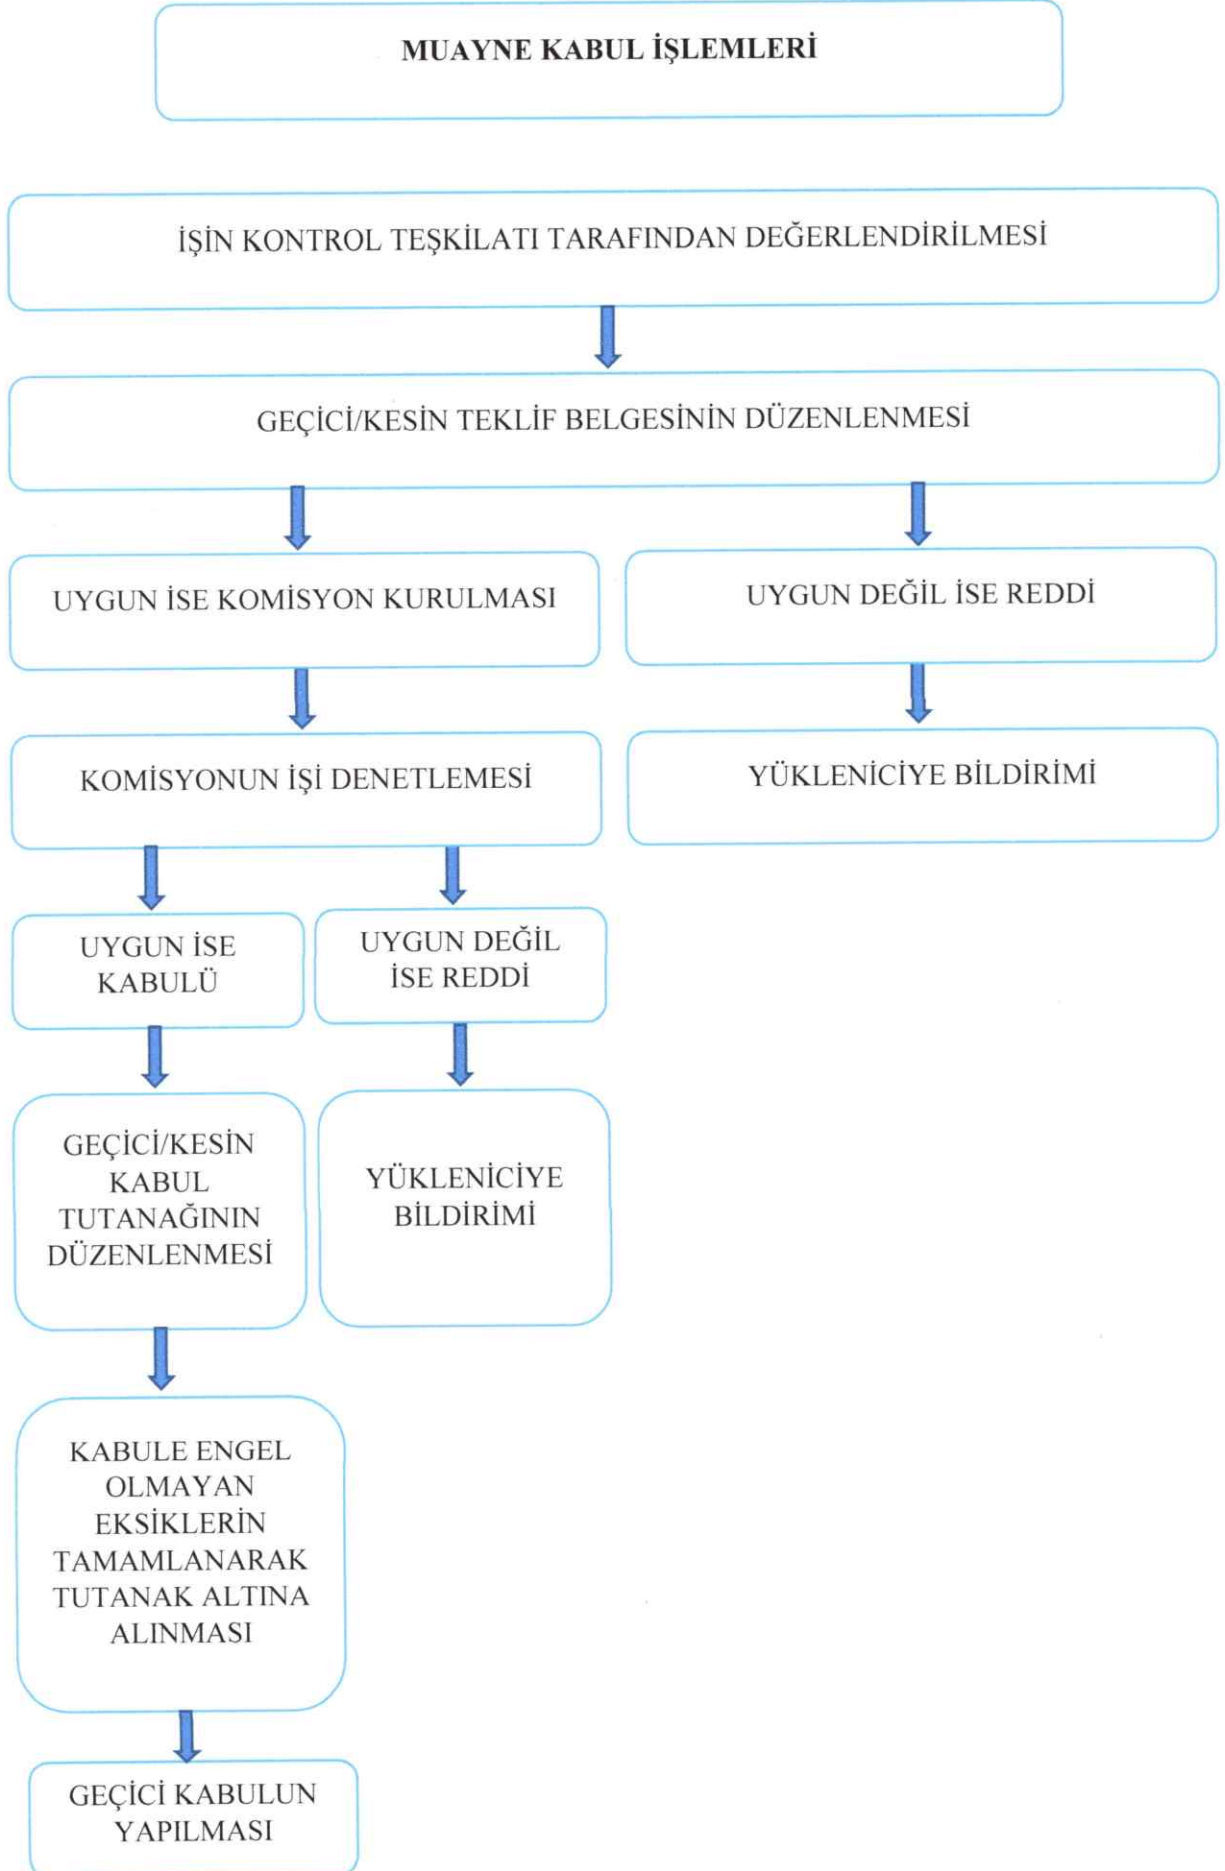 MUAYNE KABUL İŞLEMLERİ
İŞİN KONTROL TEŞKİLATI TARAFINDAN DEĞERLENDİRİLMESİ
GEÇİCİ/KESİN TEKLİF BELGESİNİN DÜZENLENMESİ
UYGUN İSE KOMİSYON KURULMASI
UYGUN DEĞİL İSE REDDİ
KOMİSYONUN İŞİ DENETLEMESİ
YÜKLENİCİYE BİLDİRİMİ
UYGUN İSE
KABULÜ
UYGUN DEĞİL
İSE REDDİ
GEÇİCİ/KESİN
KABUL
TUTANAĞININ
DÜZENLENMESİ
YÜKLENİCİYE
BİLDİRİMİ
KABULE ENGEL
OLMAYAN
EKSİKLERİN
TAMAMLANARAK
TUTANAK ALTINA
ALINMASI
GEÇİCİ KABULUN
YAPILMASI